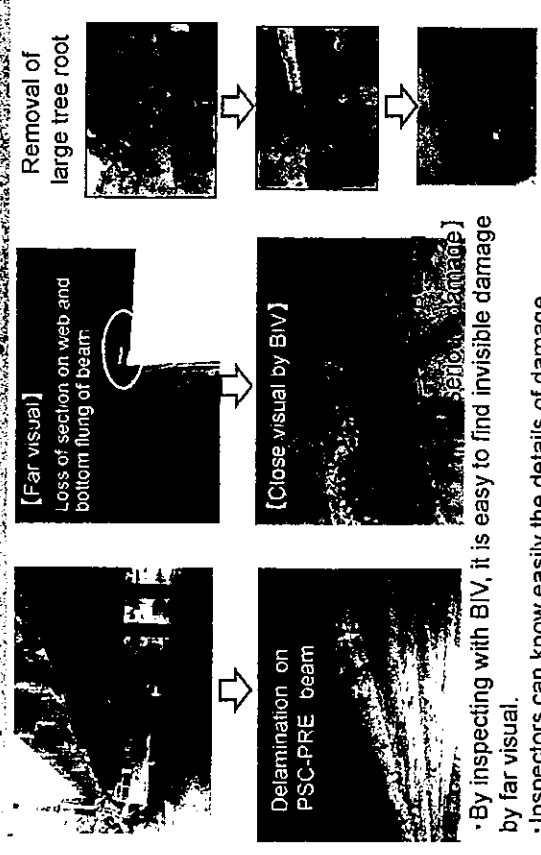 Removal of
large tree root
[Far visual]
Loss of section on web and
bottom flung of beam
[Close visual by BIV]
Delamination on
PSC-PRE beam
Damage]
・By inspecting with BIV, it is easy to find invisible damage
by far visual.
・Inspectors can know easily the details of damage